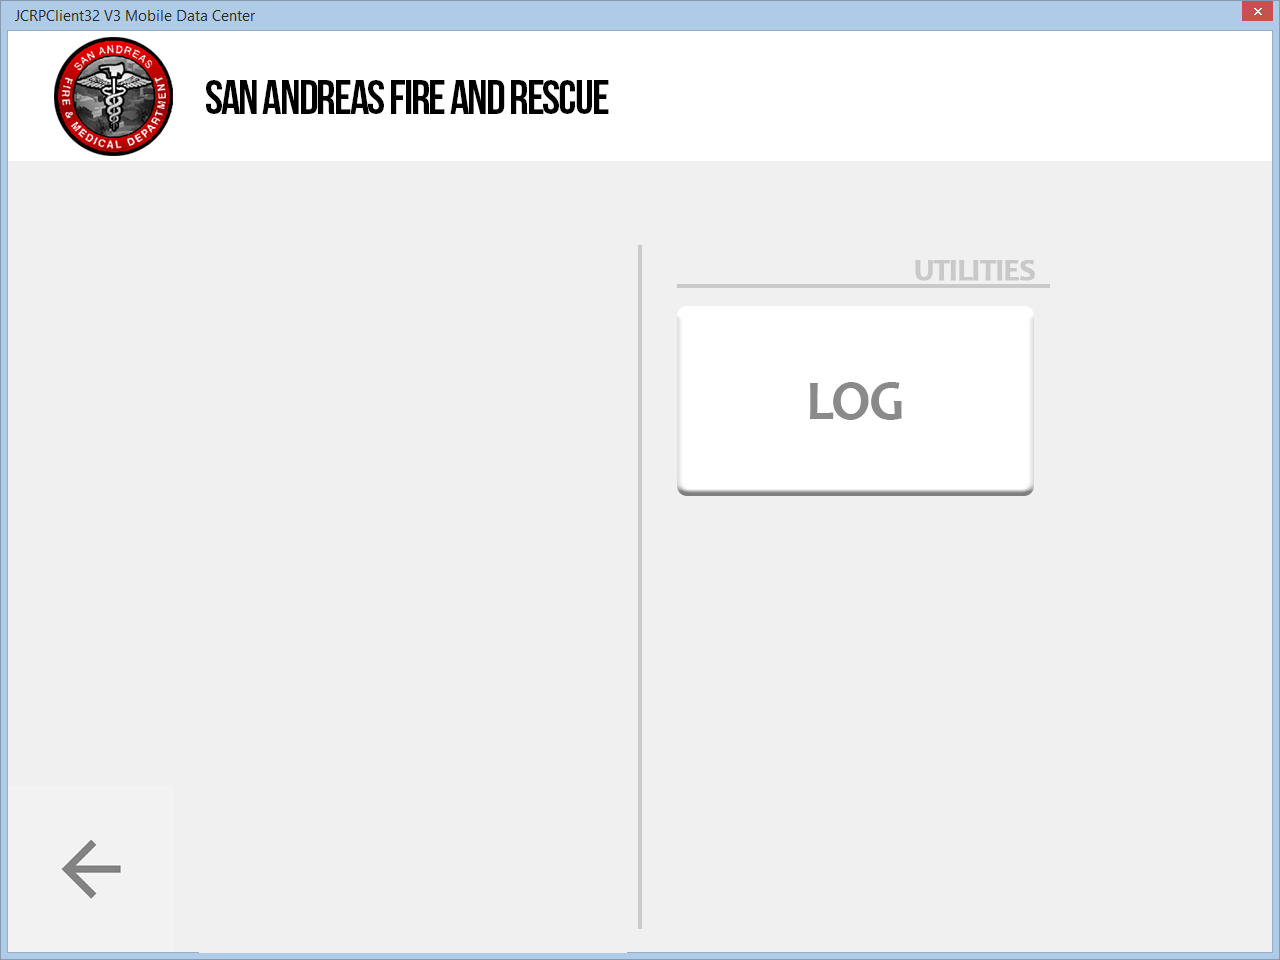 JCRPClient32 V3 Mobile Data Center
SAN ANDREAS
FIRE & MEDICAL DEPARTMENT
SAN ANDREAS FIRE AND RESCUE
UTILITIES
LOG